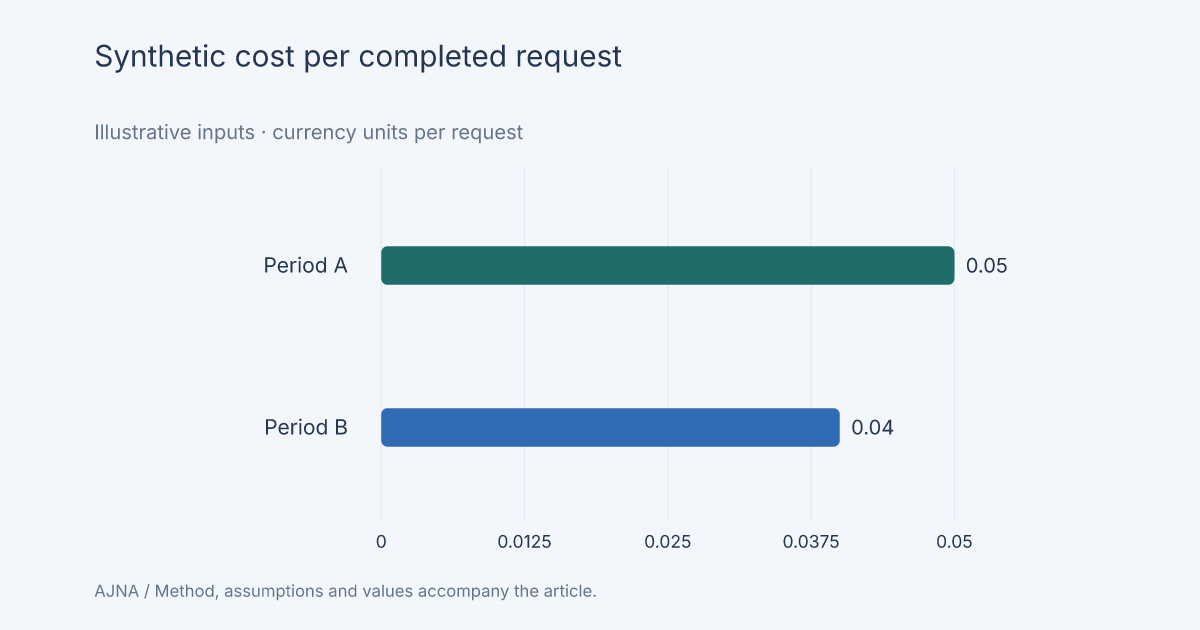 Synthetic cost per completed request
Illustrative inputs · currency units per request
Period A
0.05
Period B
0.04
0 0.0125 0.025 0.0375 0.05
AJNA / Method, assumptions and values accompany the article.